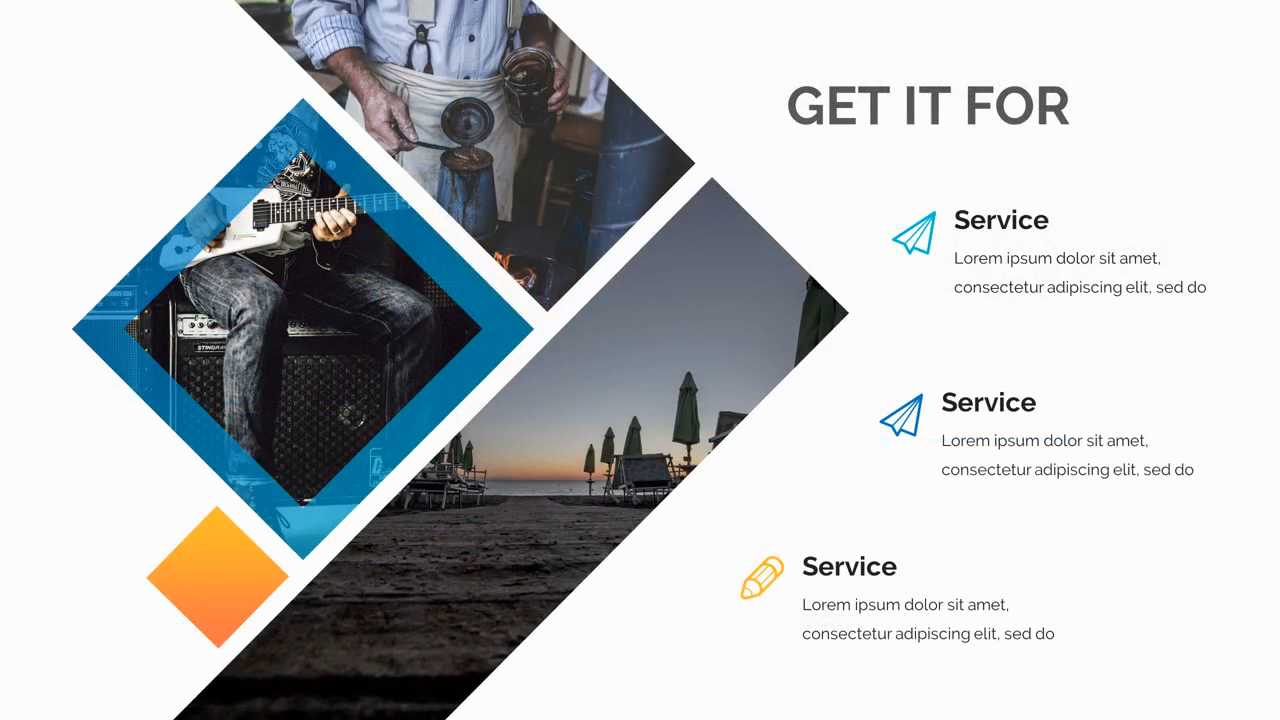 GET IT FOR
Service
Lorem ipsum dolor sit amet,
consectetur adipiscing elit, sed do
Service
Lorem ipsum dolor sit amet,
consectetur adipiscing elit, sed do
Service
Lorem ipsum dolor sit amet,
consectetur adipiscing elit, sed do